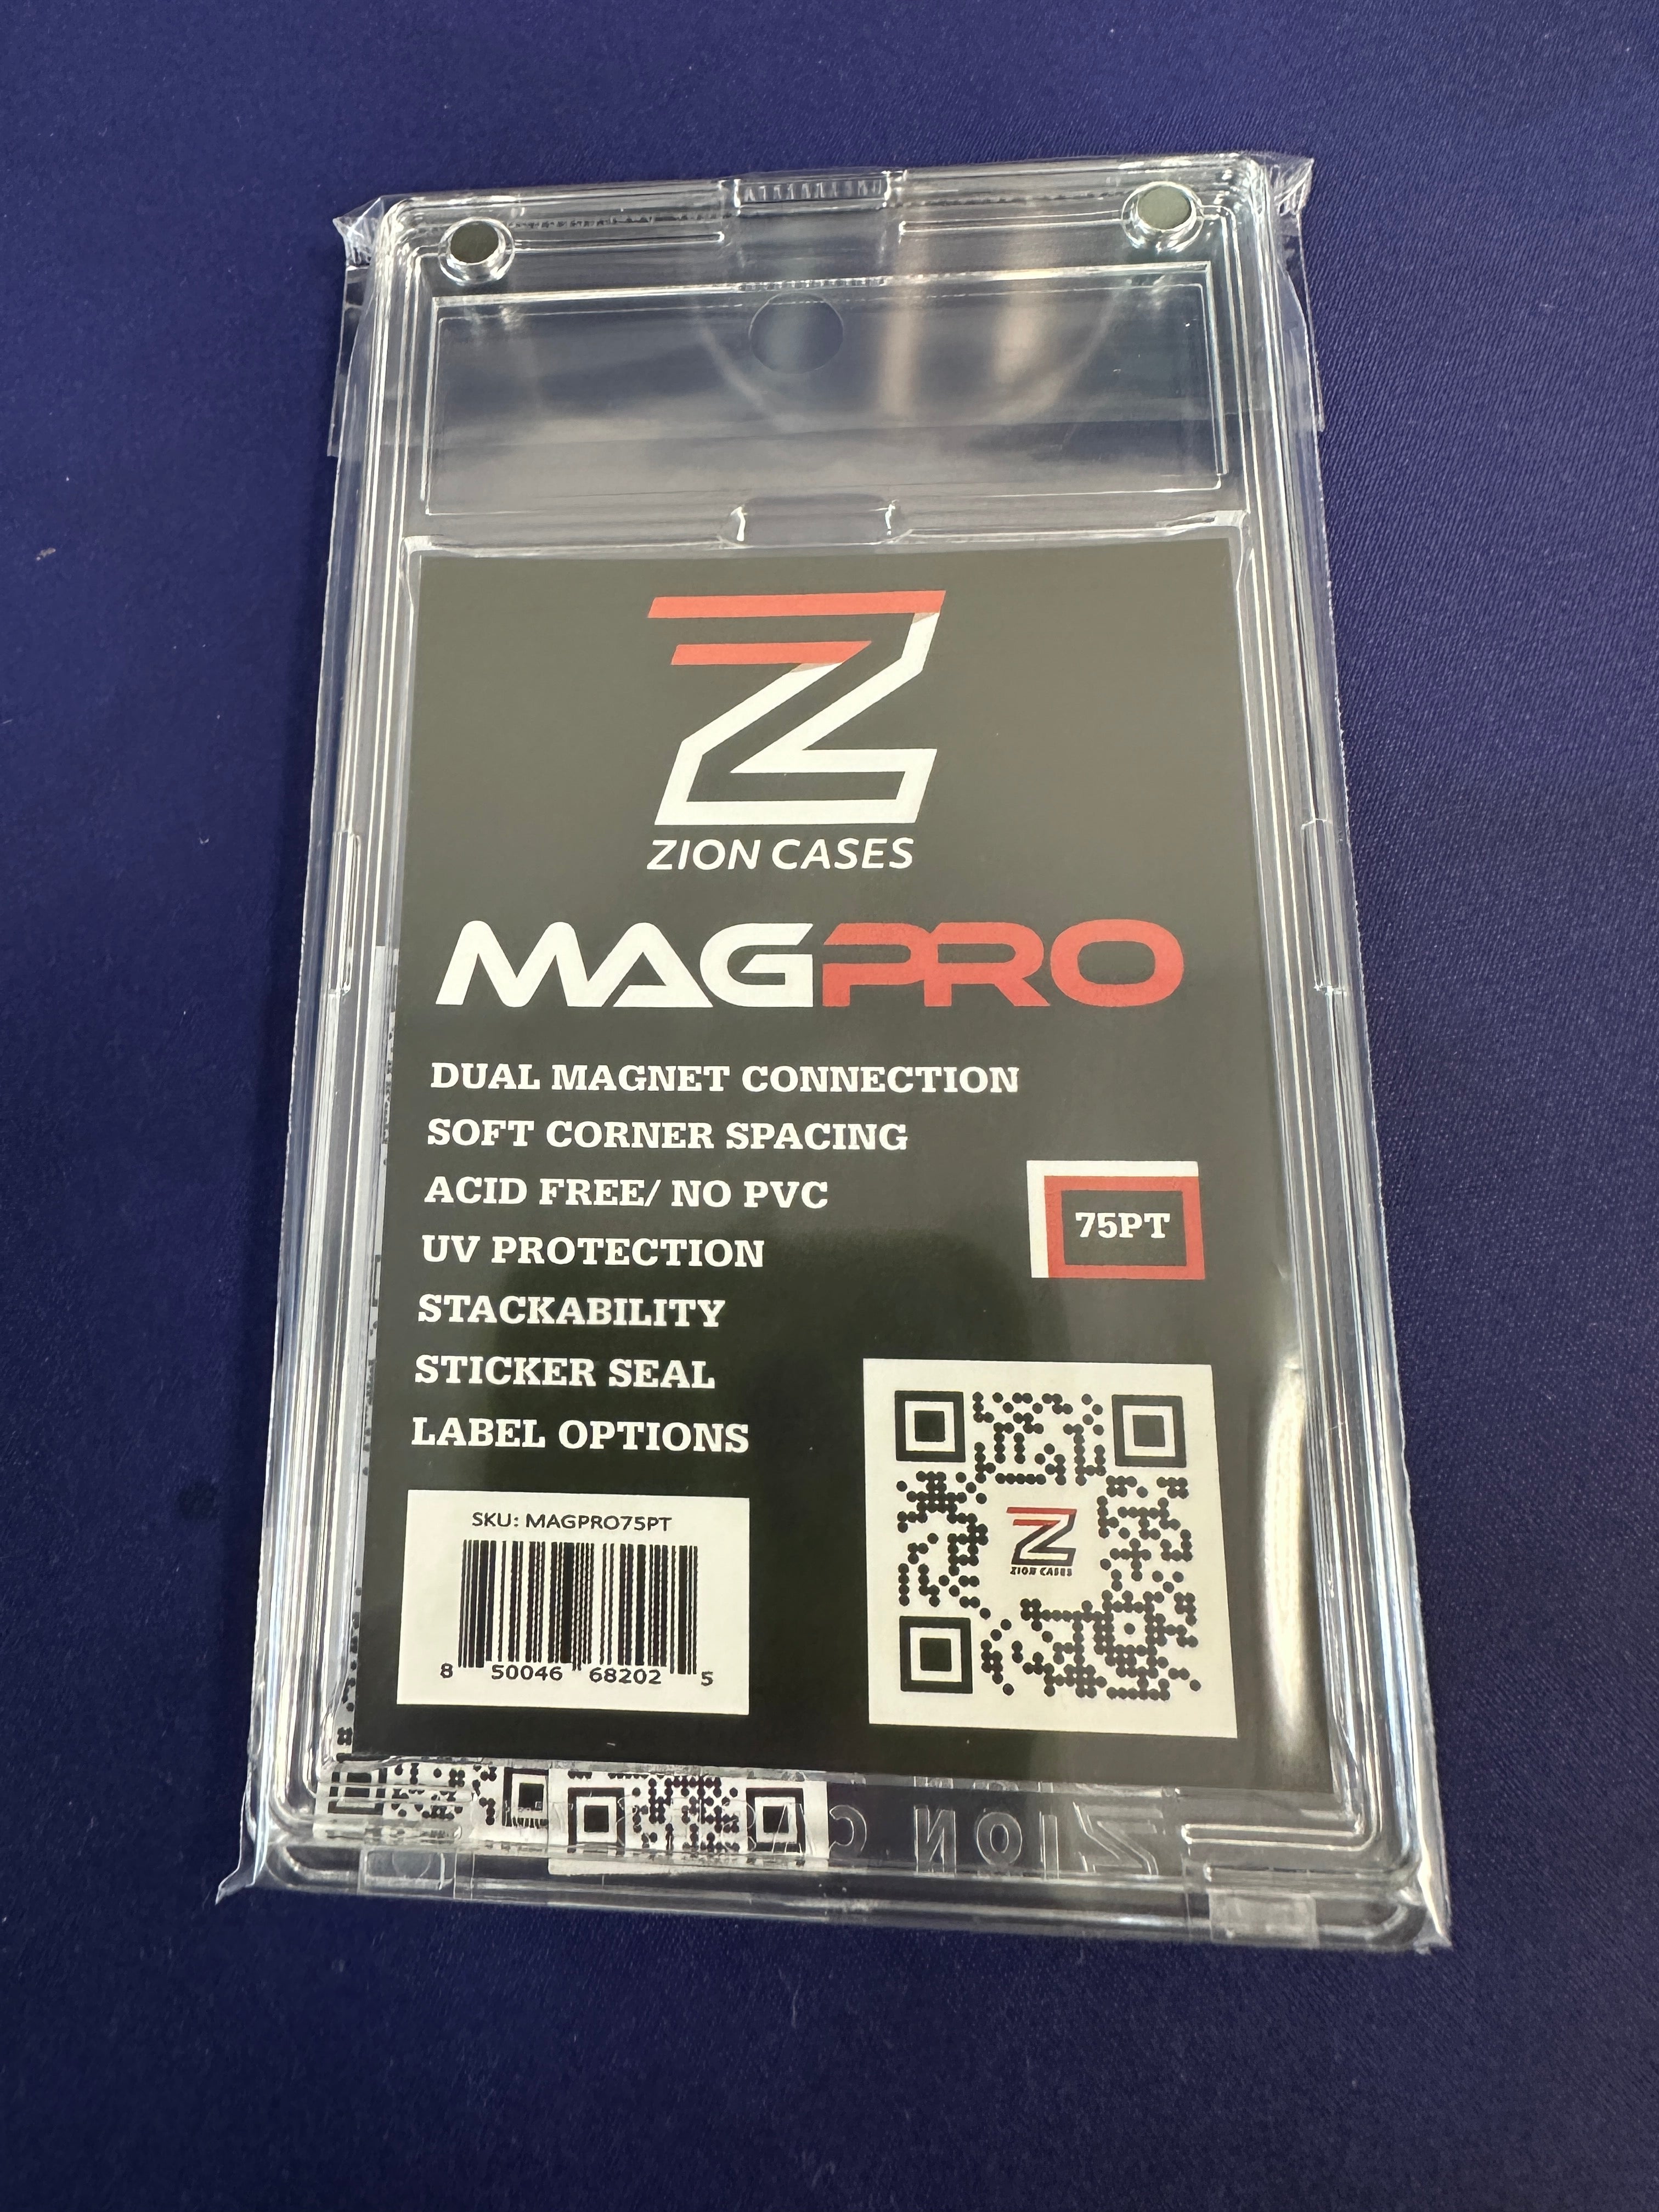 ZION CASES
MAGPRO
DUAL MAGNET CONNECTION
SOFT CORNER SPACING
ACID FREE/ NO PVC
UV PROTECTION
STACKABILITY
STICKER SEAL
LABEL OPTIONS
75PT
SKU: MAGPRO75PT
8 50046 68202 5
ZION CASES
ZION